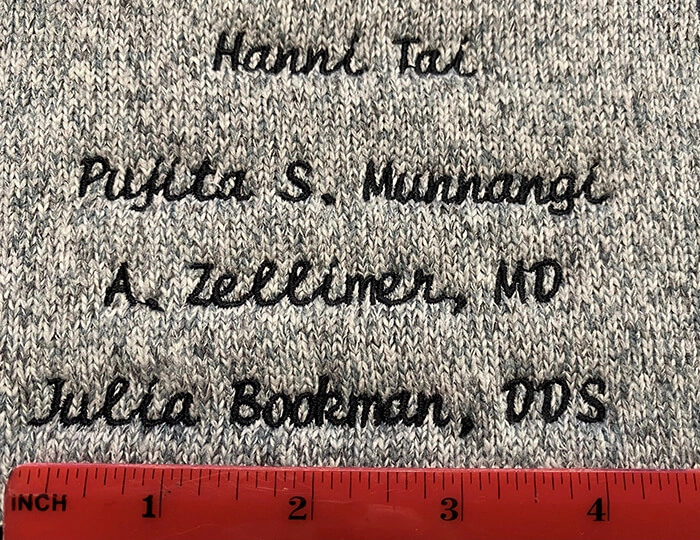 Hanni Tai
Pujita S. Munnangi
A. Zellimer, MD
Julia Bookman, DDS
INCH 1 2 3 4